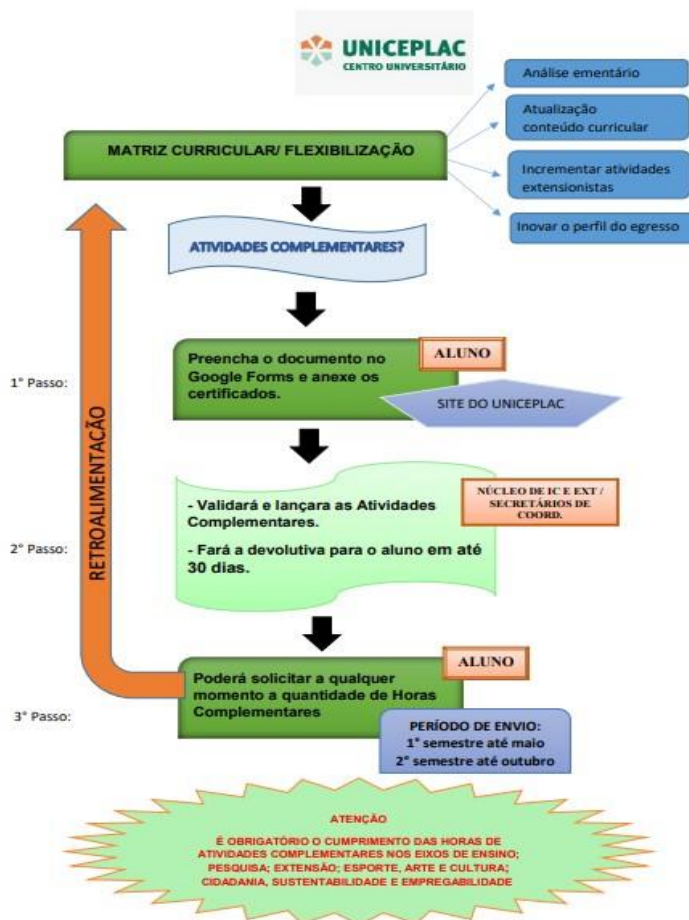 UNICEPLAC
CENTRO UNIVERSITÁRIO
Análise ementário
Atualização
conteúdo curricular
Incrementar atividades
extensionistas
Inovar o perfil do egresso
MATRIZ CURRICULAR/ FLEXIBILIZAÇÃO
ATIVIDADES COMPLEMENTARES?
1° Passo:
Preencha o documento no
Google Forms e anexe os
certificados.
ALUNO
SITE DO UNICEPLAC
RETROALIMENTAÇÃO
2° Passo:
- Validará e lançara as Atividades
Complementares.
- Fará a devolutiva para o aluno em até
30 dias.
NÚCLEO DE IC E EXT /
SECRETÁRIOS DE
COORD.
3° Passo:
Poderá solicitar a qualquer
momento a quantidade de Horas
Complementares
ALUNO
PERÍODO DE ENVIO:
1° semestre até maio
2° semestre até outubro
ATENÇÃO
É OBRIGATÓRIO O CUMPRIMENTO DAS HORAS DE
ATIVIDADES COMPLEMENTARES NOS EIXOS DE ENSINO;
PESQUISA; EXTENSÃO; ESPORTE, ARTE E CULTURA;
CIDADANIA, SUSTENTABILIDADE E EMPREGABILIDADE